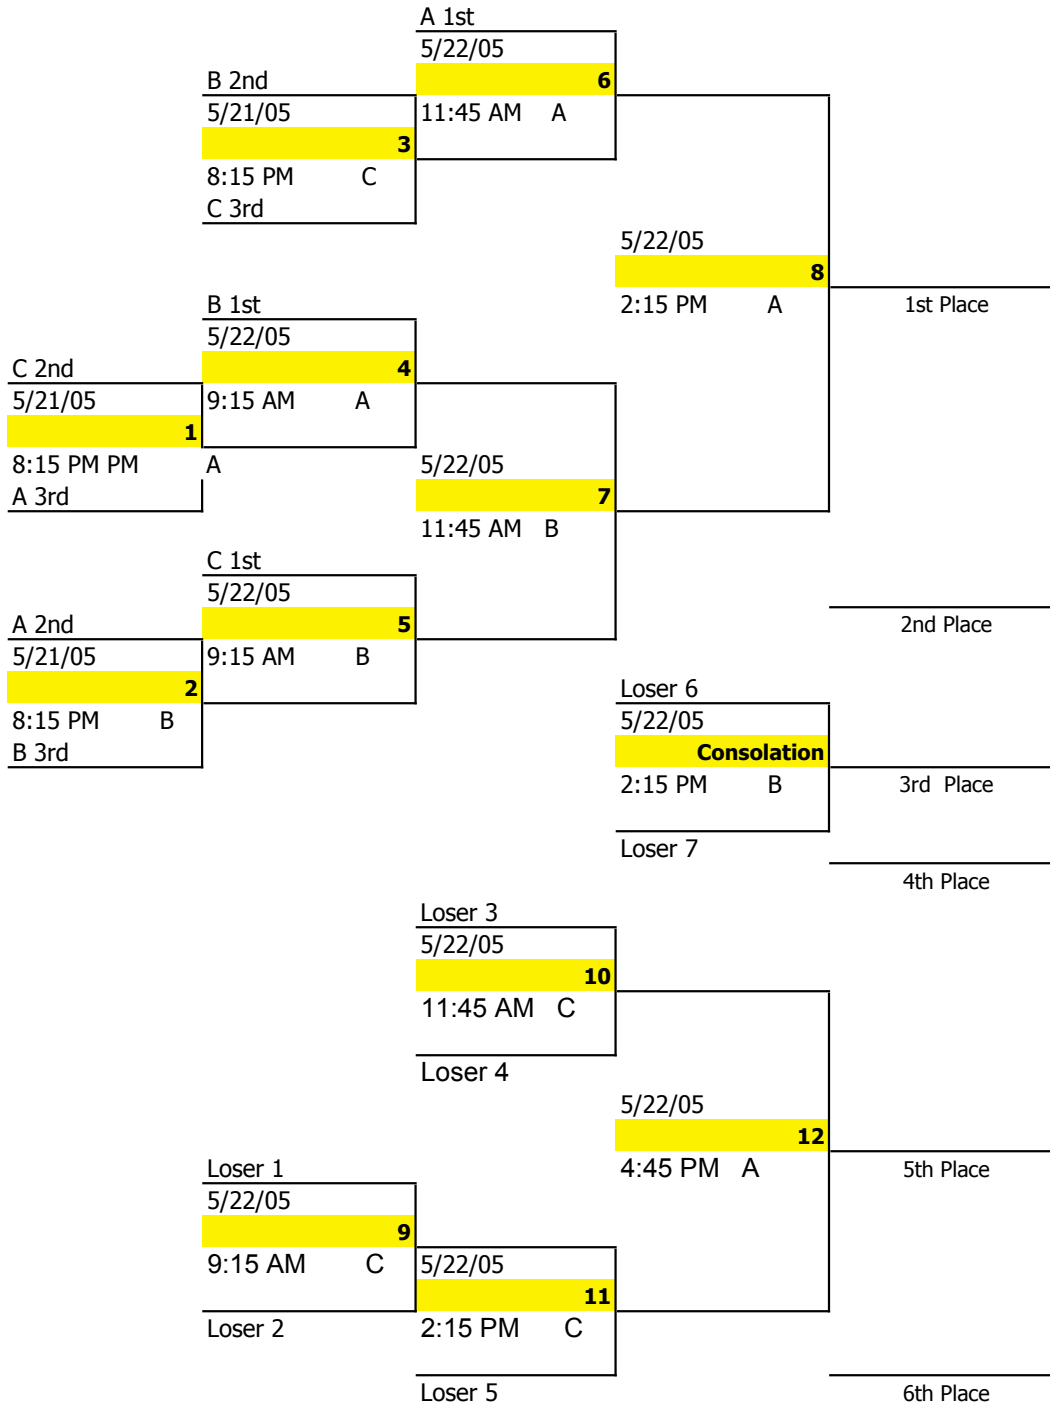 A 1st
5/22/05
B 2nd
6
5/21/05
11:45 AM A
3
8:15 PM C
C 3rd
5/22/05
8
B 1st
2:15 PM A
1st Place
5/22/05
C 2nd
4
5/21/05
9:15 AM A
1
8:15 PM PM A
5/22/05
A 3rd
7
11:45 AM B
C 1st
5/22/05
A 2nd
5
2nd Place
5/21/05
9:15 AM B
2
Loser 6
8:15 PM B
5/22/05
B 3rd
Consolation
2:15 PM B
3rd Place
Loser 7
4th Place
Loser 3
5/22/05
10
11:45 AM C
Loser 4
5/22/05
12
Loser 1
4:45 PM A
5th Place
5/22/05
9
9:15 AM C
5/22/05
11
Loser 2
2:15 PM C
Loser 5
6th Place